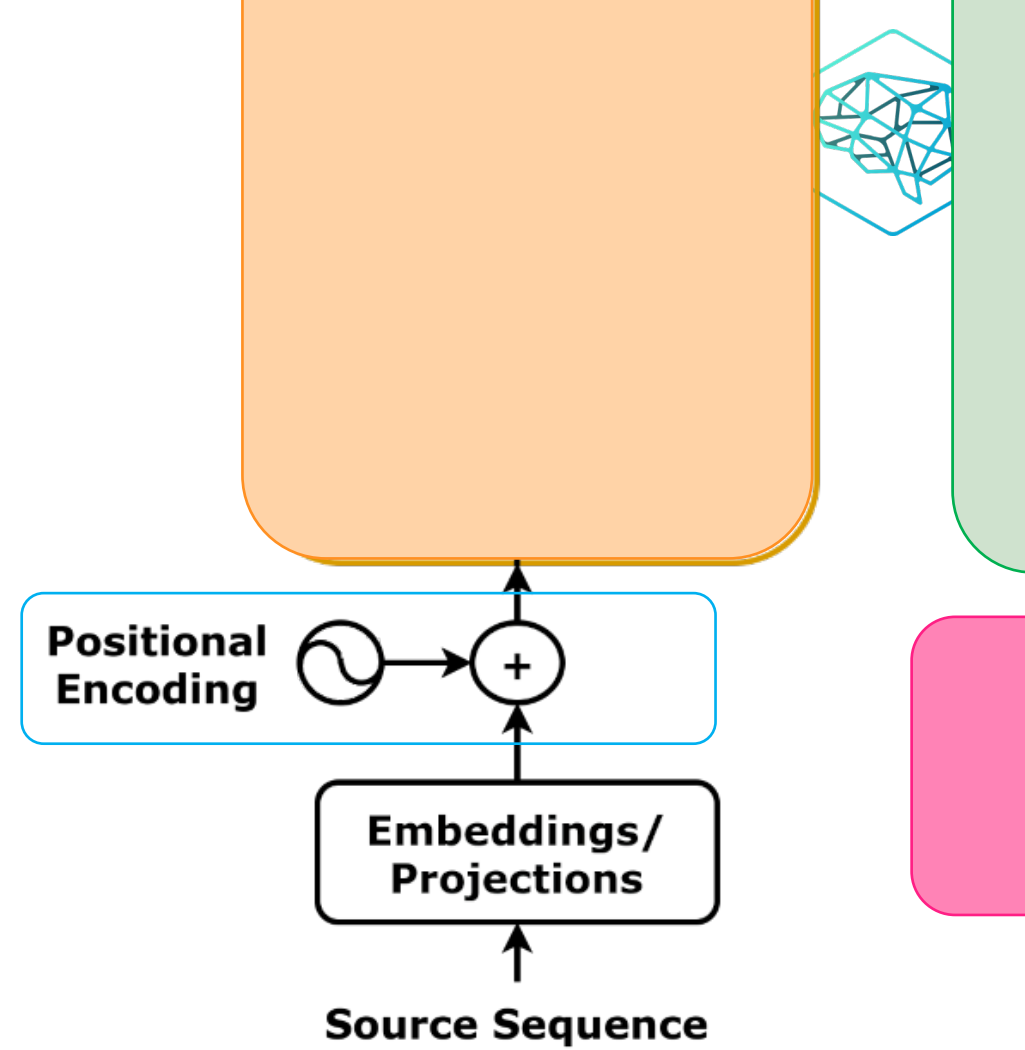 Positional
Encoding
+
Embeddings/
Projections
Source Sequence